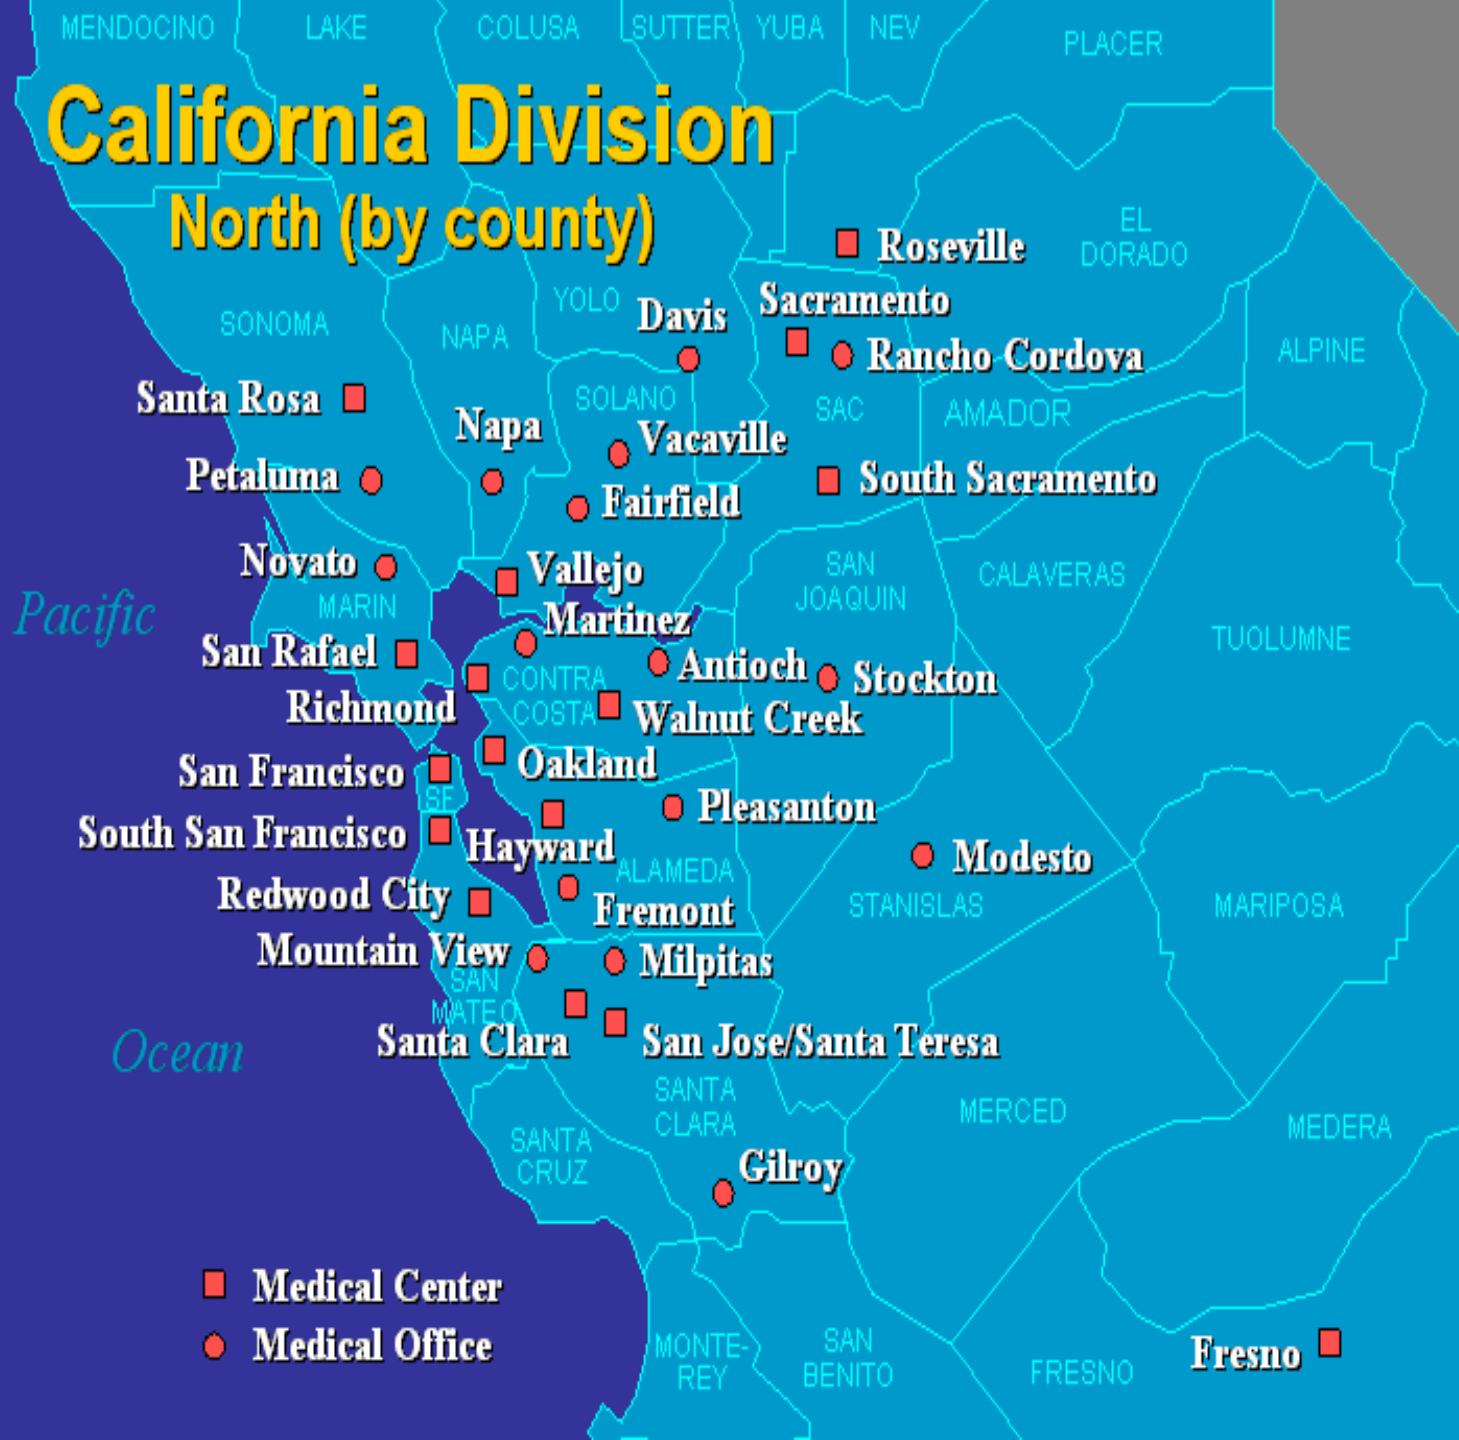 MENDOCINO
LAKE
COLUSA
SUTTER
YUBA
NEV
PLACER
California Division
North (by county)
EL
DORADO
Roseville
YOLO
Davis
Sacramento
SONOMA
NAPA
Rancho Cordova
ALPINE
Santa Rosa
SOLANO
SAC
AMADOR
Napa
Vacaville
Petaluma
Fairfield
South Sacramento
Novato
Vallejo
SAN
JOAQUIN
CALAVERAS
Pacific
MARIN
Martinez
TUOLUMNE
San Rafael
CONTRA
COSTA
Antioch
Stockton
Richmond
Walnut Creek
San Francisco
SF
Oakland
Pleasanton
South San Francisco
Hayward
ALAMEDA
Modesto
Redwood City
Fremont
STANISLAS
MARIPOSA
Mountain View
Milpitas
SAN
MATEO
Ocean
Santa Clara
San Jose/Santa Teresa
SANTA
CLARA
MERCED
MEDERA
SANTA
CRUZ
Gilroy
Medical Center
Medical Office
MONTE-
REY
SAN
BENITO
FRESNO
Fresno